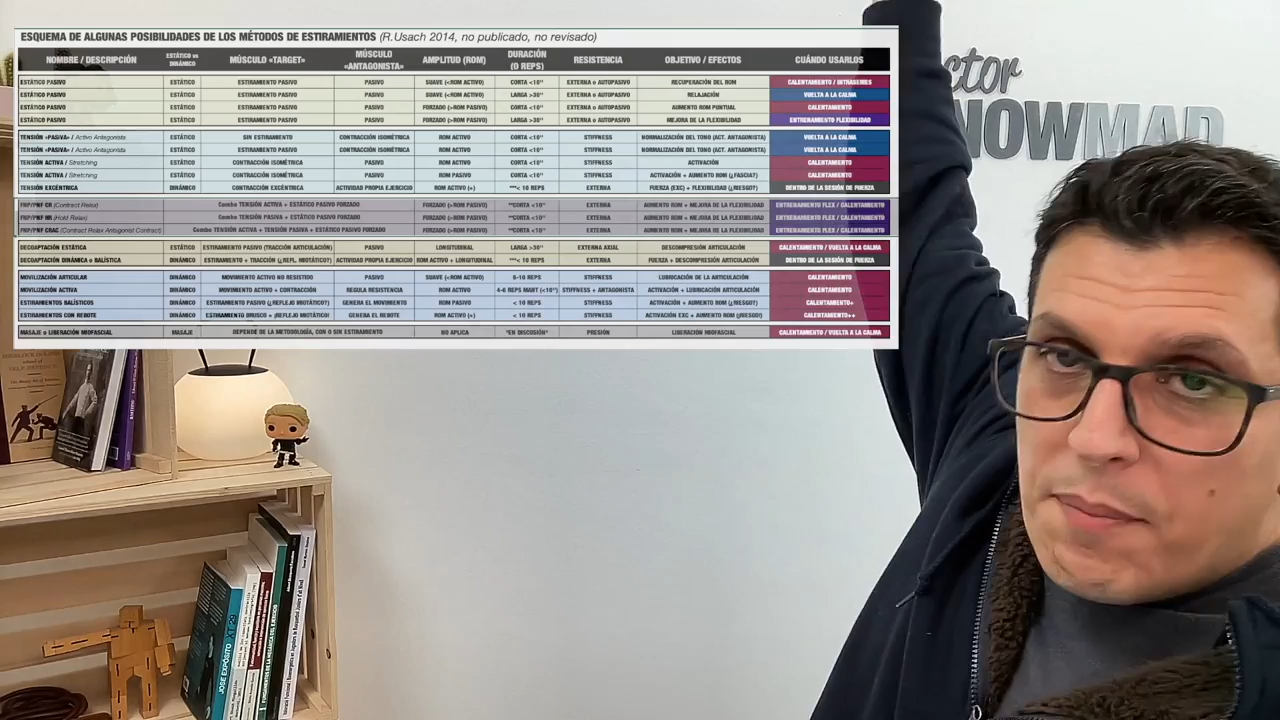 ESQUEMA DE ALGUNAS POSIBILIDADES DE LOS MÉTODOS DE ESTIRAMIENTOS (R.Usach 2014, no publicado, no revisado)
NOMBRE / DESCRIPCIÓN ESTÁTICO vs DINÁMICO MÚSCULO «TARGET» MÚSCULO «ANTAGONISTA» AMPLITUD (ROM) DURACIÓN (O REPS) RESISTENCIA OBJETIVO / EFECTOS CUÁNDO USARLOS
ESTÁTICO PASIVO ESTÁTICO ESTIRAMIENTO PASIVO PASIVO SUAVE (<ROM ACTIVO) CORTA <10'' EXTERNA o AUTOPASIVO RECUPERACIÓN DEL ROM CALENTAMIENTO / INTRASERIES
ESTÁTICO PASIVO ESTÁTICO ESTIRAMIENTO PASIVO PASIVO SUAVE (<ROM ACTIVO) LARGA >30'' EXTERNA o AUTOPASIVO RELAJACIÓN VUELTA A LA CALMA
ESTÁTICO PASIVO ESTÁTICO ESTIRAMIENTO PASIVO PASIVO FORZADO (>ROM PASIVO) CORTA <10'' EXTERNA o AUTOPASIVO AUMENTO ROM PUNTUAL CALENTAMIENTO
ESTÁTICO PASIVO ESTÁTICO ESTIRAMIENTO PASIVO PASIVO FORZADO (>ROM PASIVO) LARGA >30'' EXTERNA o AUTOPASIVO MEJORA DE LA FLEXIBILIDAD ENTRENAMIENTO FLEXIBILIDAD
TENSIÓN «PASIVA» / Activo Antagonista ESTÁTICO SIN ESTIRAMIENTO CONTRACCIÓN ISOMÉTRICA ROM ACTIVO CORTA <10'' STIFFNESS NORMALIZACIÓN DEL TONO (ACT. ANTAGONISTA) VUELTA A LA CALMA
TENSIÓN «PASIVA» / Activo Antagonista ESTÁTICO ESTIRAMIENTO PASIVO CONTRACCIÓN ISOMÉTRICA ROM ACTIVO CORTA <10'' STIFFNESS NORMALIZACIÓN DEL TONO (ACT. ANTAGONISTA) VUELTA A LA CALMA
TENSIÓN ACTIVA / Stretching ESTÁTICO CONTRACCIÓN ISOMÉTRICA PASIVO ROM ACTIVO CORTA <10'' STIFFNESS ACTIVACIÓN CALENTAMIENTO
TENSIÓN ACTIVA / Stretching ESTÁTICO CONTRACCIÓN ISOMÉTRICA PASIVO ROM PASIVO CORTA <10'' STIFFNESS ACTIVACIÓN + AUMENTO ROM (¿FASCIA?) CALENTAMIENTO
TENSIÓN EXCÉNTRICA DINÁMICO CONTRACCIÓN EXCÉNTRICA ACTIVIDAD PROPIA EJERCICIO ROM ACTIVO (+) ***< 10 REPS EXTERNA FUERZA (EXC) + FLEXIBILIDAD (¿RIESGO?) DENTRO DE LA SESIÓN DE FUERZA
FNP/PNF CR (Contract Relax) Combo TENSIÓN ACTIVA + ESTÁTICO PASIVO FORZADO FORZADO (>ROM PASIVO) **CORTA <10'' EXTERNA AUMENTO ROM + MEJORA DE LA FLEXIBILIDAD ENTRENAMIENTO FLEX / CALENTAMIENTO
FNP/PNF HR (Hold Relax) Combo TENSIÓN PASIVA + ESTÁTICO PASIVO FORZADO FORZADO (>ROM PASIVO) **CORTA <10'' EXTERNA AUMENTO ROM + MEJORA DE LA FLEXIBILIDAD ENTRENAMIENTO FLEX / CALENTAMIENTO
FNP/PNF CRAC (Contract Relax Antagonist Contract) Combo TENSIÓN ACTIVA + TENSIÓN PASIVA + ESTÁTICO PASIVO FORZADO FORZADO (>ROM PASIVO) **CORTA <10'' EXTERNA AUMENTO ROM + MEJORA DE LA FLEXIBILIDAD ENTRENAMIENTO FLEX / CALENTAMIENTO
DECOAPTACIÓN ESTÁTICA ESTÁTICO ESTIRAMIENTO PASIVO (TRACCIÓN ARTICULACIÓN) PASIVO LONGITUDINAL LARGA >30'' EXTERNA AXIAL DESCOMPRESIÓN ARTICULACIÓN CALENTAMIENTO / VUELTA A LA CALMA
DECOAPTACIÓN DINÁMICA o BALÍSTICA DINÁMICO ESTIRAMIENTO + TRACCIÓN (¿REFL. MIOTÁTICO?) ACTIVIDAD PROPIA EJERCICIO ROM ACTIVO + LONGITUDINAL ***< 10 REPS EXTERNA FUERZA + DESCOMPRESIÓN ARTICULACIÓN DENTRO DE LA SESIÓN DE FUERZA
MOVILIZACIÓN ARTICULAR DINÁMICO MOVIMIENTO ACTIVO NO RESISTIDO PASIVO SUAVE (<ROM ACTIVO) 8-10 REPS STIFFNESS LUBRICACIÓN DE LA ARTICULACIÓN CALENTAMIENTO
MOVILIZACIÓN ACTIVA DINÁMICO MOVIMIENTO ACTIVO + CONTRACCIÓN REGULA RESISTENCIA ROM ACTIVO 4-6 REPS MANT (<10'') STIFFNESS + ANTAGONISTA ACTIVACIÓN + LUBRICACIÓN ARTICULACIÓN CALENTAMIENTO
ESTIRAMIENTOS BALÍSTICOS DINÁMICO ESTIRAMIENTO PASIVO (¿REFLEJO MIOTÁTICO?) GENERA EL MOVIMIENTO ROM PASIVO < 10 REPS STIFFNESS ACTIVACIÓN + AUMENTO ROM (¿RIESGO?) CALENTAMIENTO+
ESTIRAMIENTOS CON REBOTE DINÁMICO ESTIRAMIENTO BRUSCO + ¡REFLEJO MIOTÁTICO! GENERA EL REBOTE ROM ACTIVO (+) < 10 REPS STIFFNESS ACTIVACIÓN EXC + AUMENTO ROM (¡RIESGO!) CALENTAMIENTO++
MASAJE o LIBERACIÓN MIOFASCIAL MASAJE DEPENDE DE LA METODOLOGÍA, CON O SIN ESTIRAMIENTO NO APLICA "EN DISCUSIÓN" PRESIÓN LIBERACIÓN MIOFASCIAL CALENTAMIENTO / VUELTA A LA CALMA
ctor
NOWMAD
JOSE EXPÓSITO